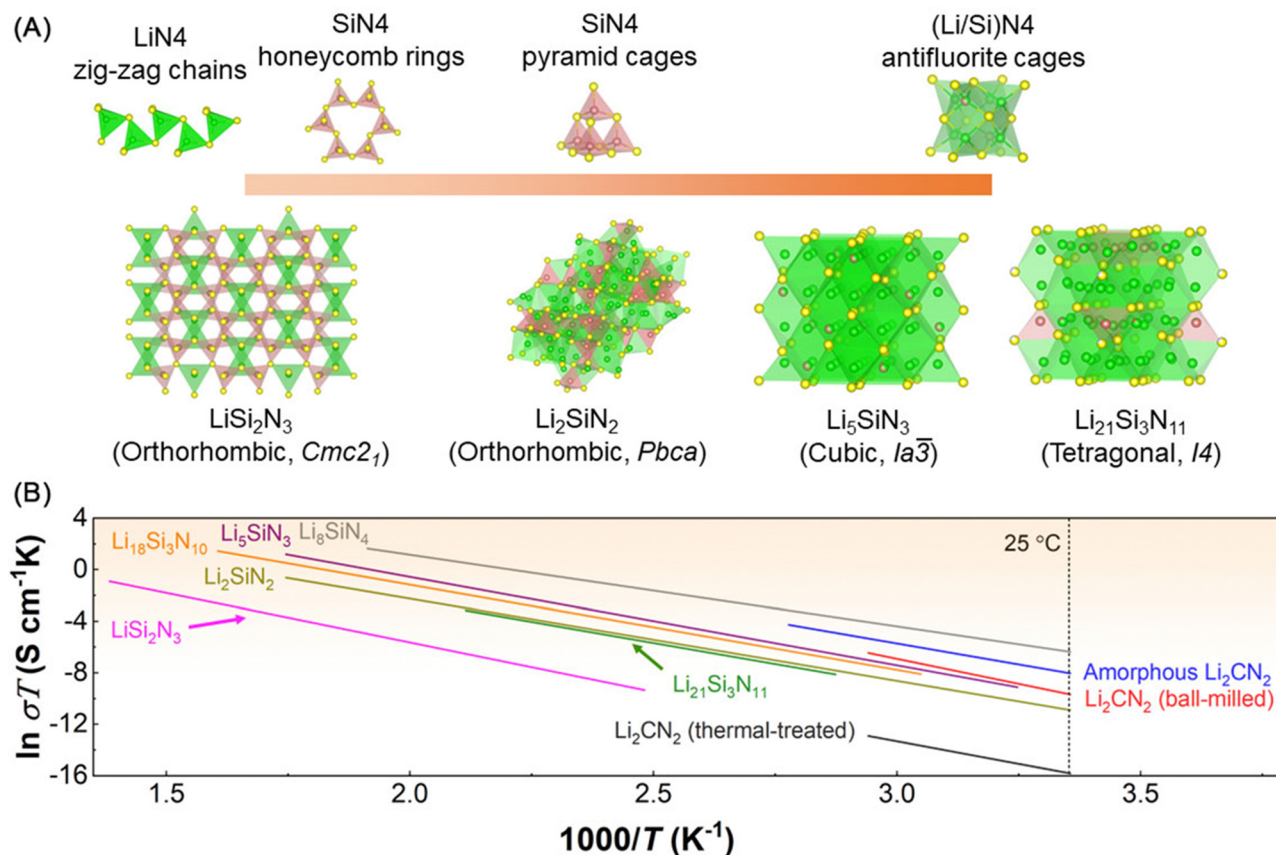 (A)
LiN4
zig-zag chains
SiN4
honeycomb rings
SiN4
pyramid cages
(Li/Si)N4
antifluorite cages
LiSi₂N₃
(Orthorhombic, Cmc2₁)
Li₂SiN₂
(Orthorhombic, Pbca)
Li₅SiN₃
(Cubic, Ia3̅)
Li₂₁Si₃N₁₁
(Tetragonal, I4)
(B)
ln σT (S cm⁻¹K)
4
0
-4
-8
-12
-16
Li₁₈Si₃N₁₀
Li₅SiN₃
Li₈SiN₄
Li₂SiN₂
LiSi₂N₃
Li₂₁Si₃N₁₁
25 °C
Amorphous Li₂CN₂
Li₂CN₂ (ball-milled)
Li₂CN₂ (thermal-treated)
1.5
2.0
2.5
3.0
3.5
1000/T (K⁻¹)